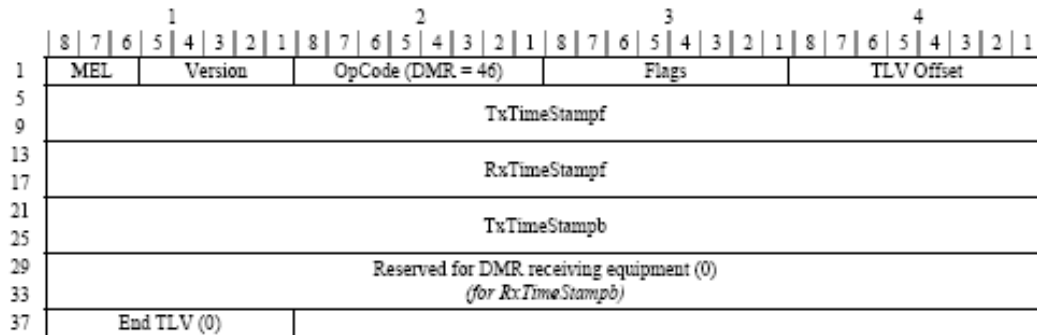 1 2 3 4
8 7 6 5 4 3 2 1 8 7 6 5 4 3 2 1 8 7 6 5 4 3 2 1 8 7 6 5 4 3 2 1
1 MEL Version OpCode (DMR = 46) Flags TLV Offset
5
TxTimeStampf
9
13
RxTimeStampf
17
21
TxTimeStampb
25
29 Reserved for DMR receiving equipment (0)
33 (for RxTimeStampb)
37 End TLV (0)